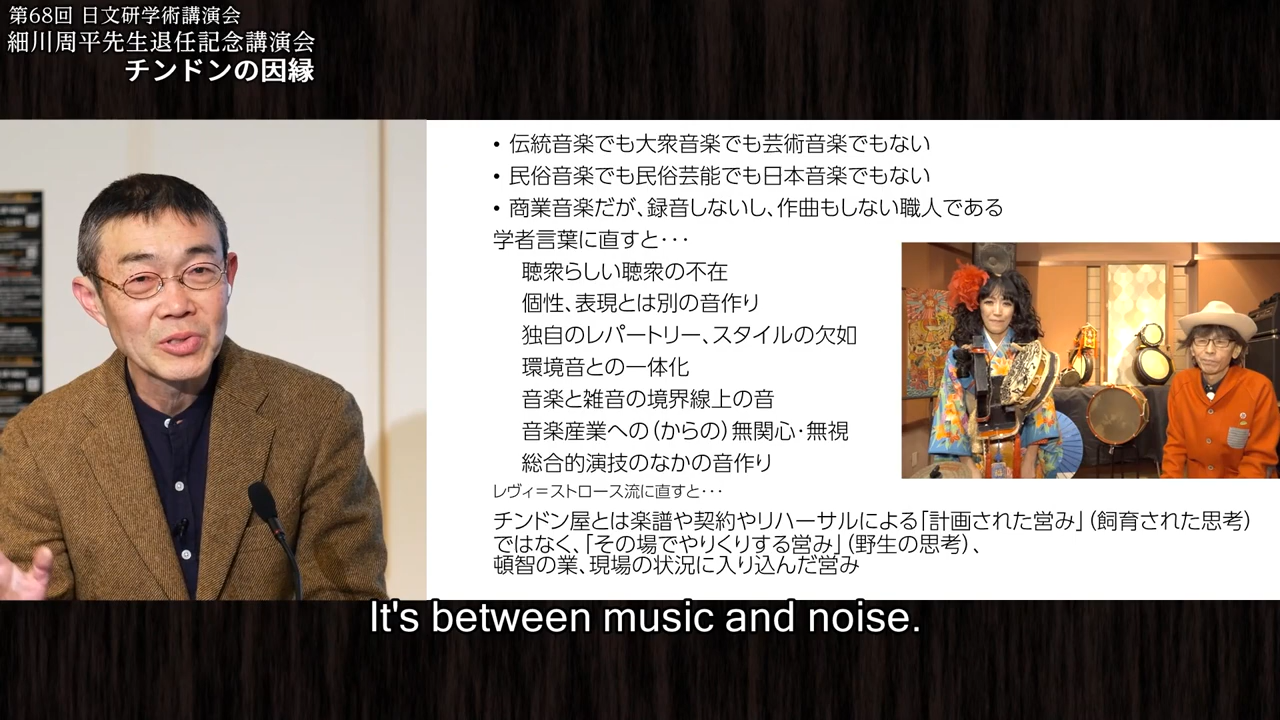 第68回 日文研学術講演会
細川周平先生退任記念講演会
チンドンの因縁
• 伝統音楽でも大衆音楽でも芸術音楽でもない
• 民俗音楽でも民俗芸能でも日本音楽でもない
• 商業音楽だが、録音しないし、作曲もしない職人である
学者言葉に直すと･･･
聴衆らしい聴衆の不在
個性、表現とは別の音作り
独自のレパートリー、スタイルの欠如
環境音との一体化
音楽と雑音の境界線上の音
音楽産業への（からの）無関心･無視
総合的演技のなかの音作り
レヴィ＝ストロース流に直すと･･･
チンドン屋とは楽譜や契約やリハーサルによる｢計画された営み｣（飼育された思考）
ではなく、｢その場でやりくりする営み｣（野生の思考）、
頓智の業、現場の状況に入り込んだ営み
It's between music and noise.